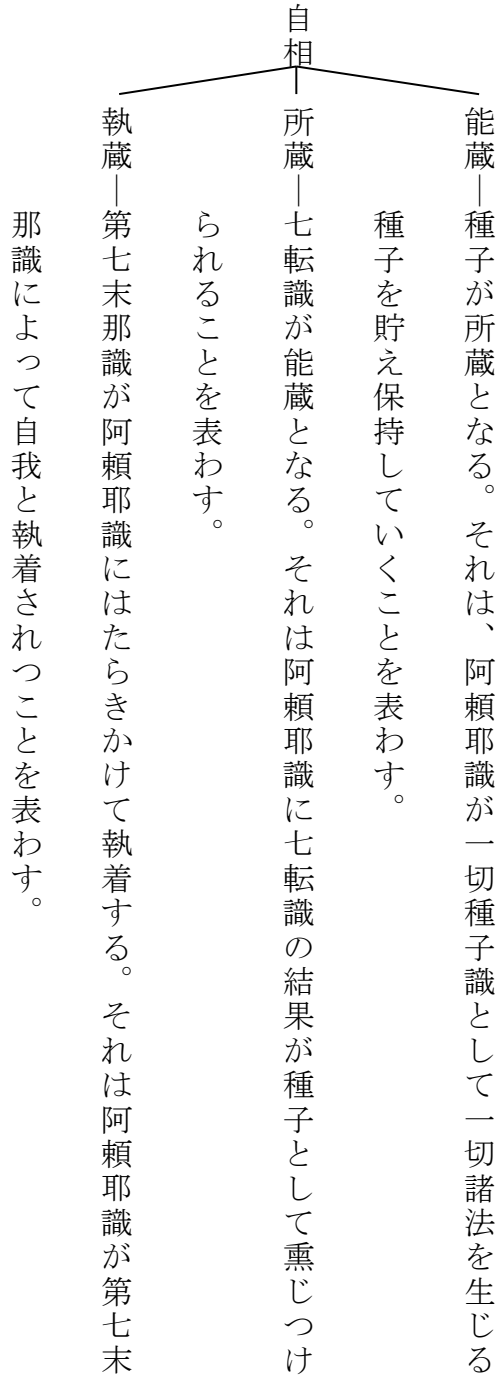 自相
能蔵―種子が所蔵となる。それは、阿頼耶識が一切種子識として一切諸法を生じる
種子を貯え保持していくことを表わす。
所蔵―七転識が能蔵となる。それは阿頼耶識に七転識の結果が種子として熏じつけ
られることを表わす。
執蔵―第七末那識が阿頼耶識にはたらきかけて執着する。それは阿頼耶識が第七末
那識によって自我と執着されつことを表わす。